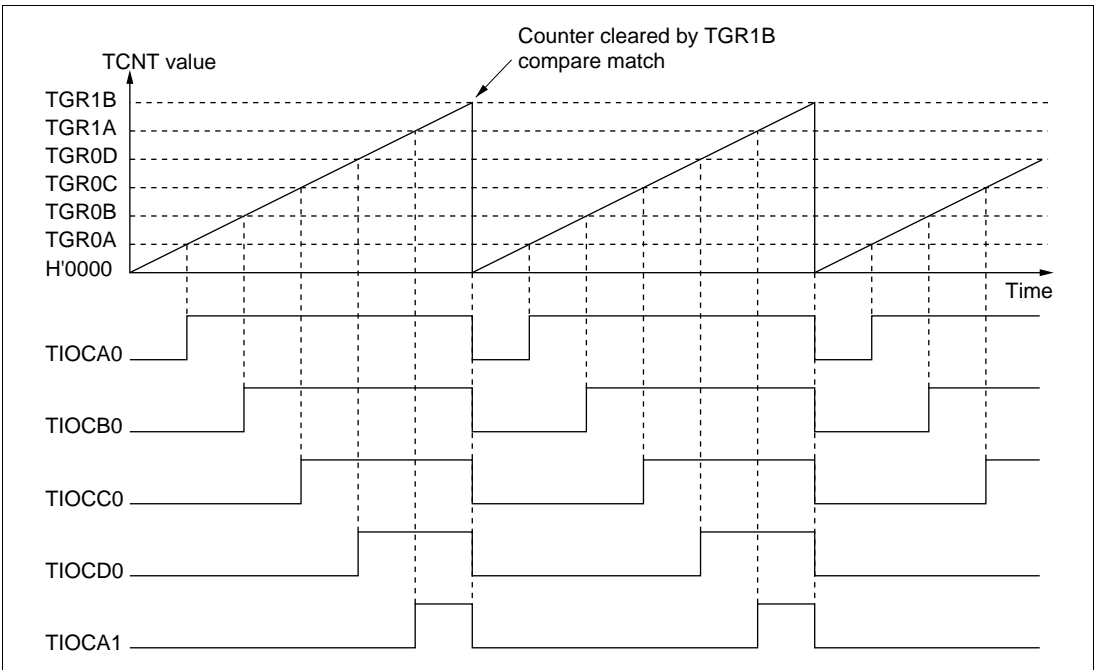 Counter cleared by TGR1B
compare match
TCNT value
TGR1B
TGR1A
TGR0D
TGR0C
TGR0B
TGR0A
H'0000
Time
TIOCA0
TIOCB0
TIOCC0
TIOCD0
TIOCA1